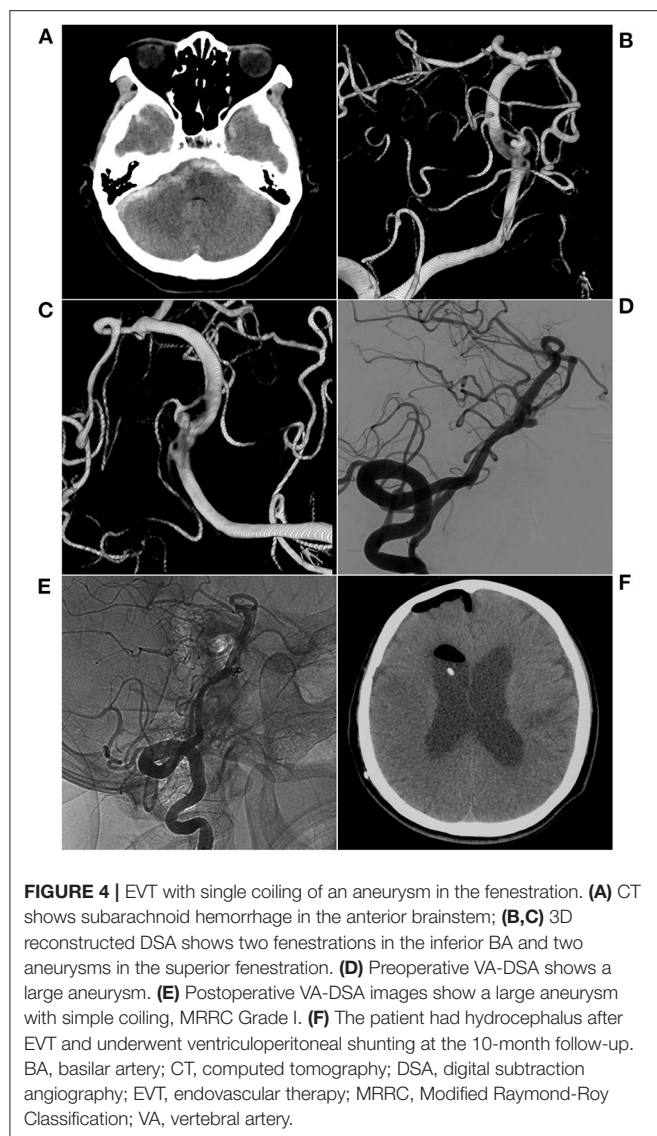 A
B
C
D
E
F
FIGURE 4 | EVT with single coiling of an aneurysm in the fenestration. (A) CT
shows subarachnoid hemorrhage in the anterior brainstem; (B,C) 3D
reconstructed DSA shows two fenestrations in the inferior BA and two
aneurysms in the superior fenestration. (D) Preoperative VA-DSA shows a
large aneurysm. (E) Postoperative VA-DSA images show a large aneurysm
with simple coiling, MRRC Grade I. (F) The patient had hydrocephalus after
EVT and underwent ventriculoperitoneal shunting at the 10-month follow-up.
BA, basilar artery; CT, computed tomography; DSA, digital subtraction
angiography; EVT, endovascular therapy; MRRC, Modified Raymond-Roy
Classification; VA, vertebral artery.